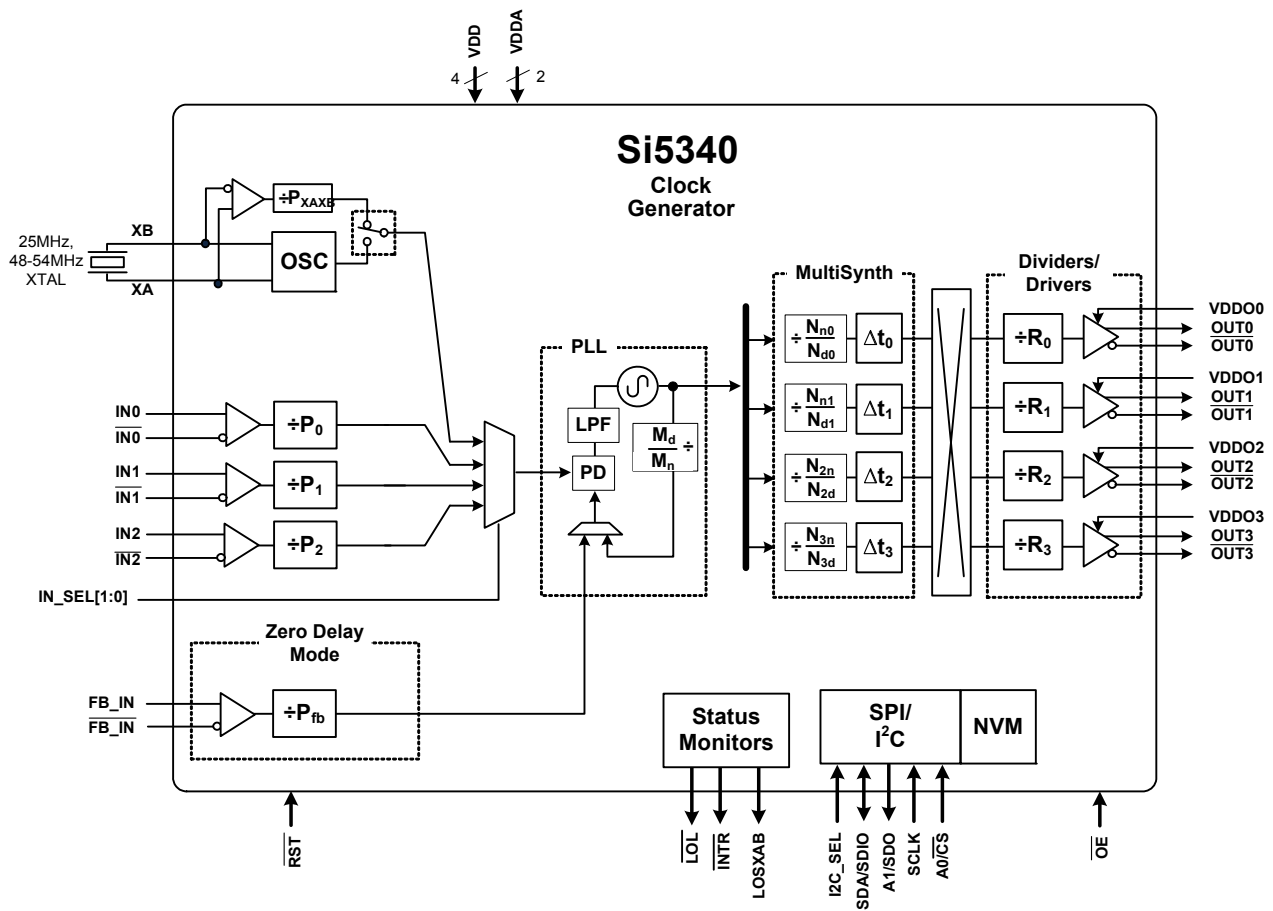 VDD
VDDA
4
2
Si5340
Clock
Generator
÷P_XAXB
XB
25MHz,
48-54MHz
XTAL
XA
OSC
MultiSynth
Dividers/
Drivers
PLL
IN0
IN0
÷P0
IN1
IN1
÷P1
IN2
IN2
÷P2
IN_SEL[1:0]
LPF
PD
Md
Mn
÷
÷ Nn0
Nd0
Δt0
÷R0
VDDO0
OUT0
OUT0
÷ Nn1
Nd1
Δt1
÷R1
VDDO1
OUT1
OUT1
÷ N2n
N2d
Δt2
÷R2
VDDO2
OUT2
OUT2
÷ N3n
N3d
Δt3
÷R3
VDDO3
OUT3
OUT3
Zero Delay
Mode
FB_IN
FB_IN
÷Pfb
Status
Monitors
SPI/
I²C
NVM
RST
LOL
INTR
LOSXAB
I2C_SEL
SDA/SDIO
A1/SDO
SCLK
A0/CS
OE